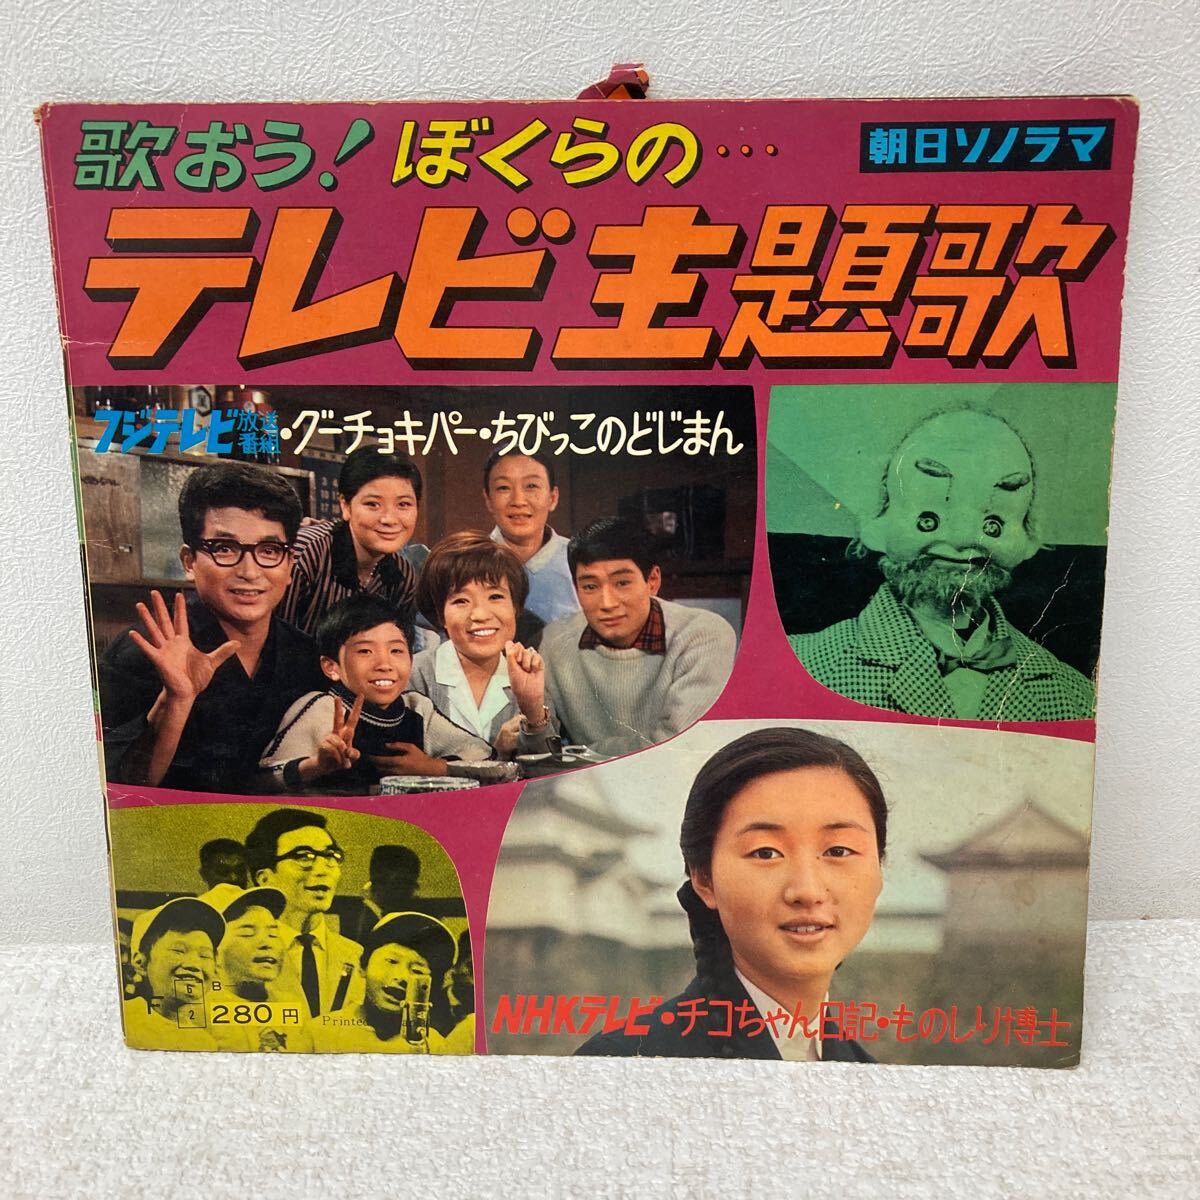 歌おう!ぼくらの…
朝日ソノラマ
テレビ主題歌
フジテレビ放送番組・グーチョキパー・ちびっこのどじまん
NHKテレビ・チコちゃん日記・ものしり博士
F 6 2 B
280円
Printed